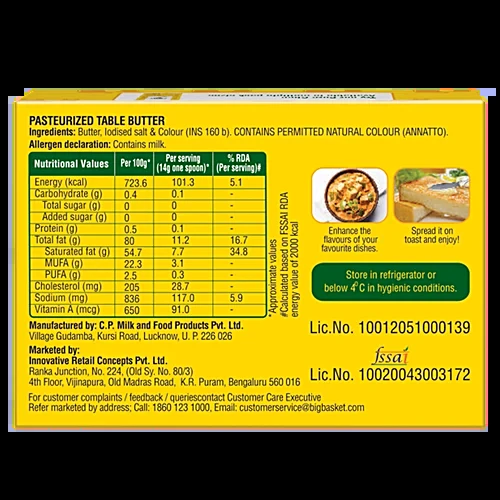 PASTEURIZED TABLE BUTTER
Ingredients: Butter, Iodised salt & Colour (INS 160 b). CONTAINS PERMITTED NATURAL COLOUR (ANNATTO).
Allergen declaration: Contains milk.
Nutritional Values Per 100g* Per serving (14g one spoon)* % RDA (Per serving)#
Energy (kcal) 723.6 101.3 5.1
Carbohydrate (g) 0.4 0.1 -
Total sugar (g) 0 0 -
Added sugar (g) 0 0 -
Protein (g) 0.5 0.1 -
Total fat (g) 80 11.2 16.7
Saturated fat (g) 54.7 7.7 34.8
MUFA (g) 22.3 3.1 -
PUFA (g) 2.5 0.3 -
Cholesterol (mg) 205 28.7 -
Sodium (mg) 836 117.0 5.9
Vitamin A (mcg) 650 91.0 -
*Approximate values
#Calculated based on FSSAI RDA
energy value of 2000 kcal
Enhance the
flavours of your
favourite dishes.
Spread it on
toast and enjoy!
Store in refrigerator or
below 4°C in hygienic conditions.
Manufactured by: C.P. Milk and Food Products Pvt. Ltd.
Village Gudamba, Kursi Road, Lucknow, U. P. 226 026
Lic.No. 10012051000139
Marketed by:
Innovative Retail Concepts Pvt. Ltd.
Ranka Junction, No. 224, (Old Sy. No. 80/3)
4th Floor, Vijinapura, Old Madras Road, K.R. Puram, Bengaluru 560 016
fssai
Lic.No. 10020043003172
For customer complaints / feedback / queriescontact Customer Care Executive
Refer marketed by address; Call: 1860 123 1000, Email: customerservice@bigbasket.com